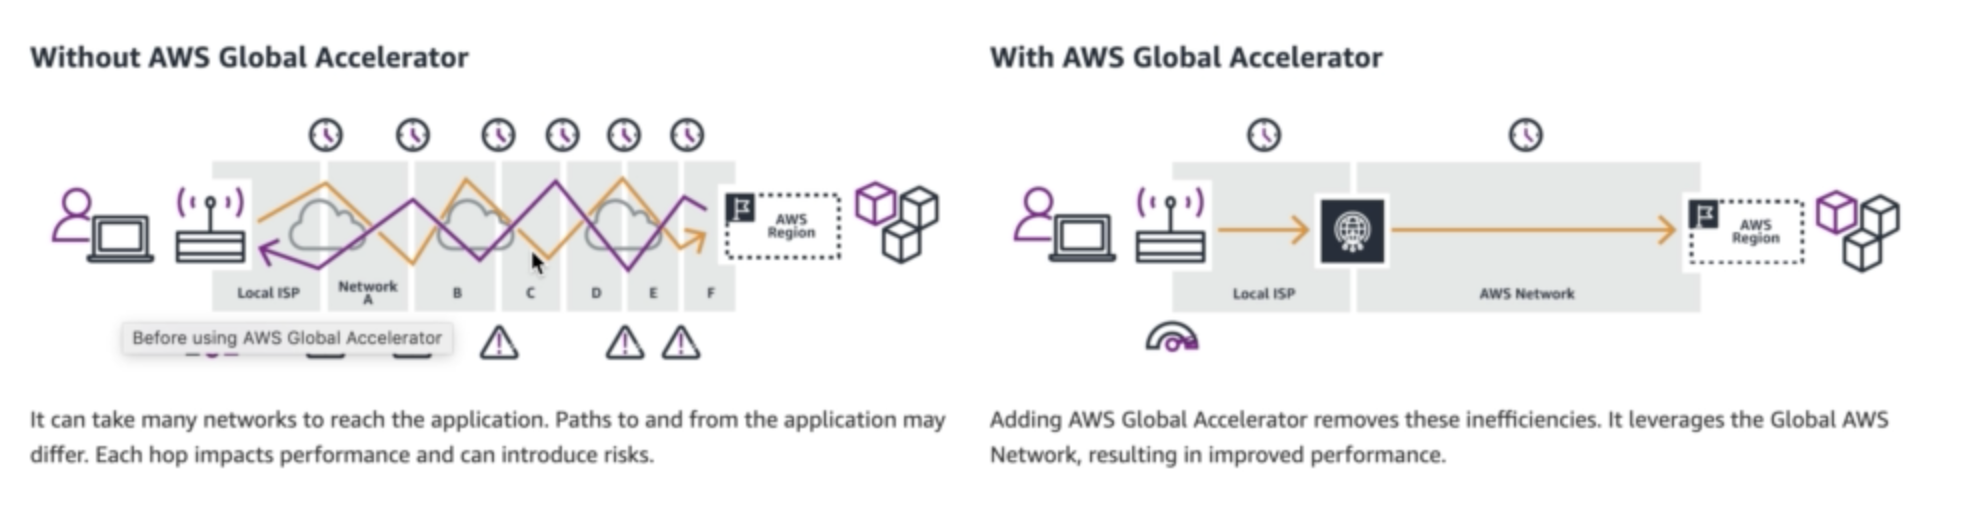 Without AWS Global Accelerator
AWS
Region
Local ISP
Network
A
B
C
D
E
F
Before using AWS Global Accelerator
It can take many networks to reach the application. Paths to and from the application may
differ. Each hop impacts performance and can introduce risks.
With AWS Global Accelerator
AWS
Region
Local ISP
AWS Network
Adding AWS Global Accelerator removes these inefficiencies. It leverages the Global AWS
Network, resulting in improved performance.